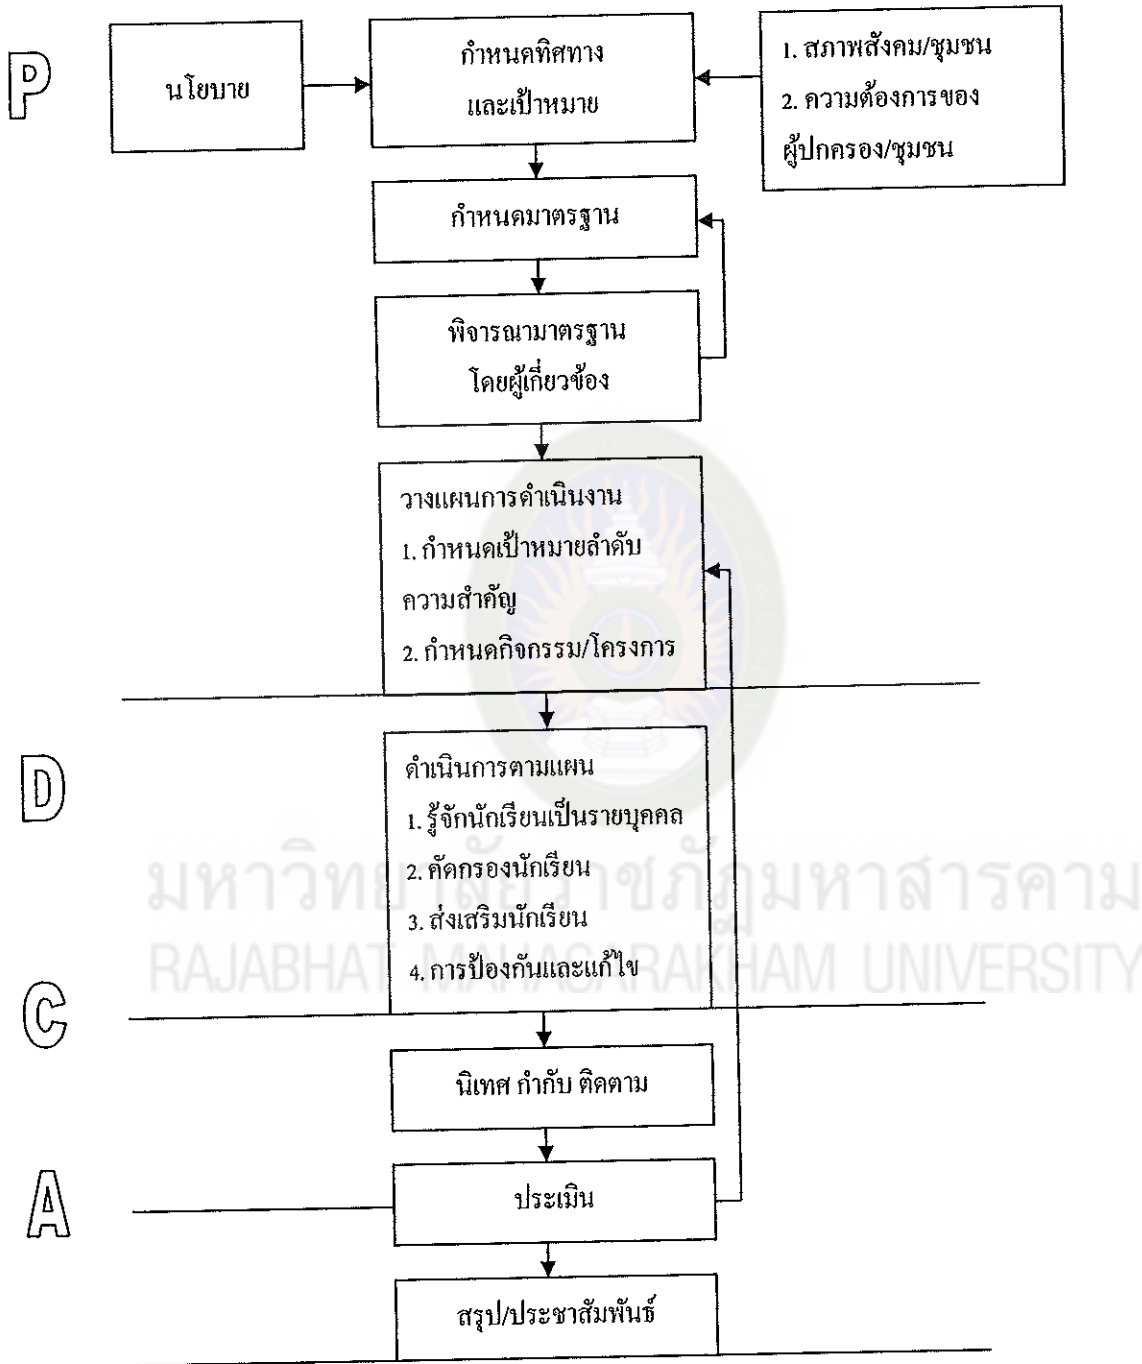 P
นโยบาย
กำหนดทิศทาง
และเป้าหมาย
1. สภาพสังคม/ชุมชน
2. ความต้องการของ
ผู้ปกครอง/ชุมชน
กำหนดมาตรฐาน
พิจารณามาตรฐาน
โดยผู้เกี่ยวข้อง
วางแผนการดำเนินงาน
1. กำหนดเป้าหมายลำดับ
ความสำคัญ
2. กำหนดกิจกรรม/โครงการ
D
ดำเนินการตามแผน
1. รู้จักนักเรียนเป็นรายบุคคล
2. คัดกรองนักเรียน
3. ส่งเสริมนักเรียน
4. การป้องกันและแก้ไข
มหาวิทยาลัยราชภัฏมหาสารคาม
RAJABHAT MAHASARAKHAM UNIVERSITY
C
นิเทศ กำกับ ติดตาม
A
ประเมิน
สรุป/ประชาสัมพันธ์